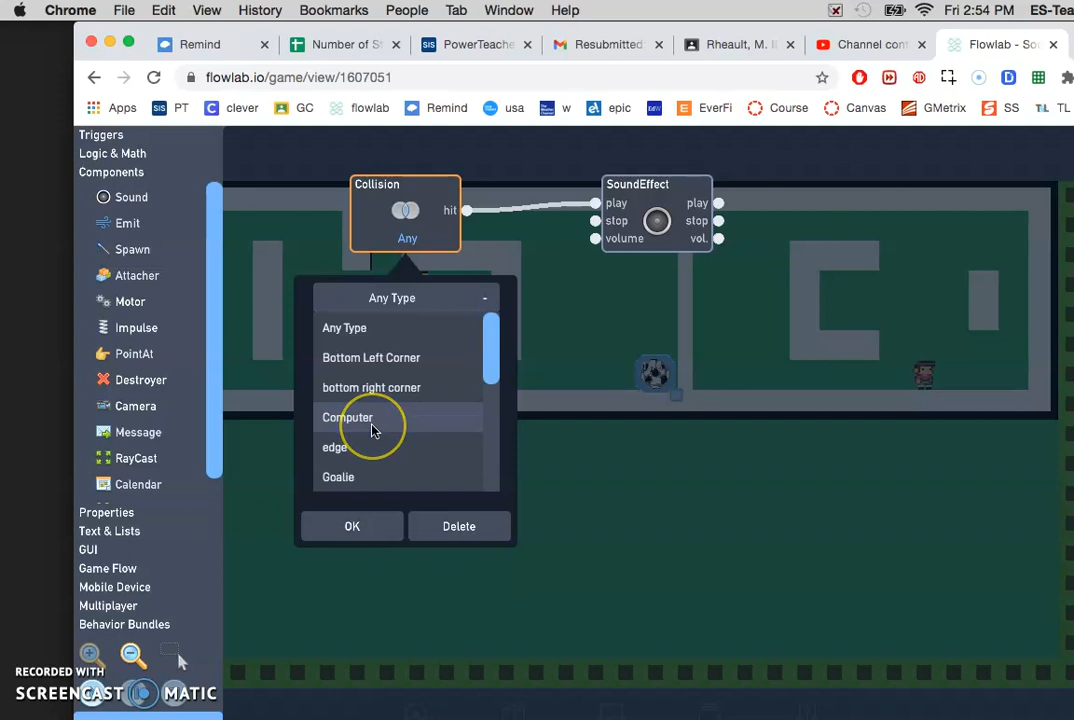 Chrome File Edit View History Bookmarks People Tab Window Help Fri 2:54 PM ES-Tea
Remind Number of St PowerTeache Resubmitted: Rheault, M. II Channel con Flowlab - Soc
flowlab.io/game/view/1607051
Apps SIS PT clever GC flowlab Remind usa w epic EverFi Course Canvas GMetrix SS TL
Triggers
Logic & Math
Components
Sound
Emit
Spawn
Attacher
Motor
Impulse
PointAt
Destroyer
Camera
Message
RayCast
Calendar
Properties
Text & Lists
GUI
Game Flow
Mobile Device
Multiplayer
Behavior Bundles
Collision
hit
Any
SoundEffect
play play
stop stop
volume vol.
Any Type -
Any Type
Bottom Left Corner
bottom right corner
Computer
edge
Goalie
OK Delete
RECORDED WITH
SCREENCAST MATIC